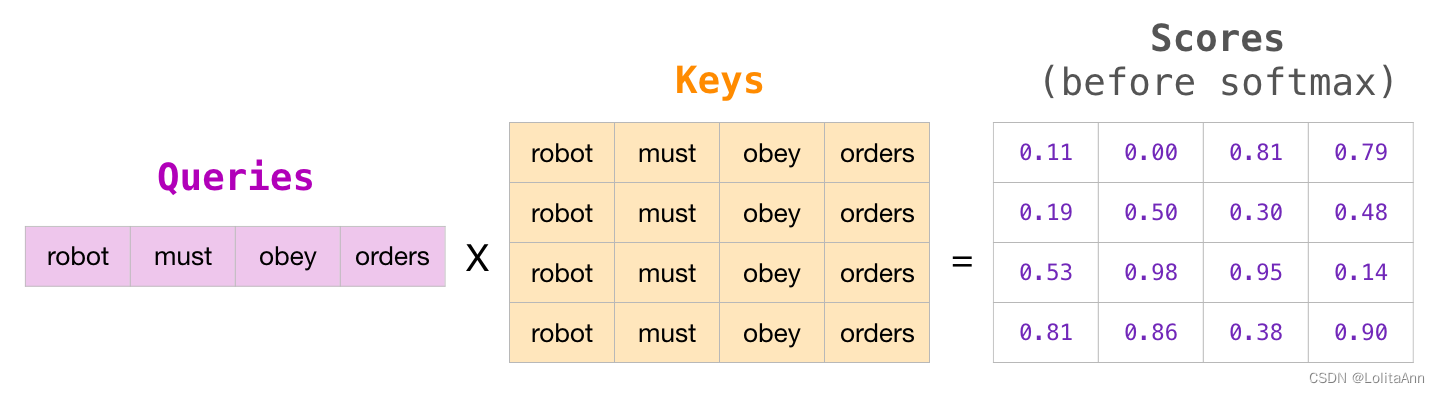 Scores
(before softmax)
Keys
Queries
robot must obey orders
X
robot must obey orders
robot must obey orders
robot must obey orders
robot must obey orders
=
0.11 0.00 0.81 0.79
0.19 0.50 0.30 0.48
0.53 0.98 0.95 0.14
0.81 0.86 0.38 0.90
CSDN @LolitaAnn